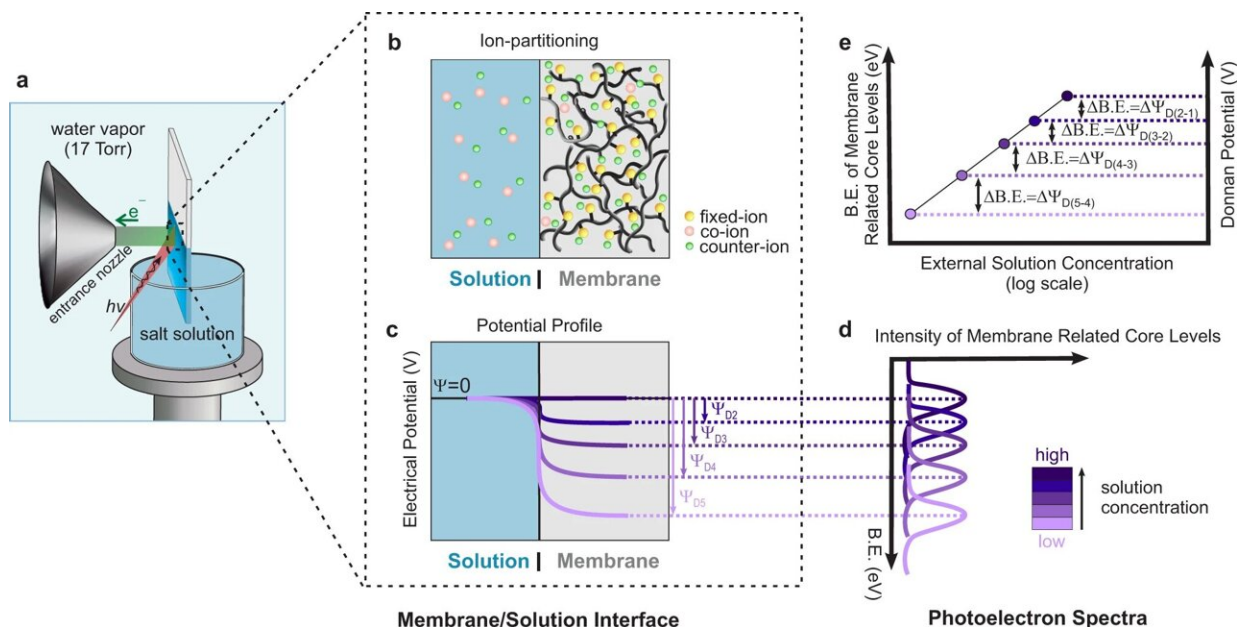 a
water vapor
(17 Torr)
e⁻
entrance nozzle
hν
salt solution
b
Ion-partitioning
fixed-ion
co-ion
counter-ion
Solution | Membrane
c
Potential Profile
Electrical Potential (V)
Ψ=0
Ψ_D2
Ψ_D3
Ψ_D4
Ψ_D5
Solution | Membrane
Membrane/Solution Interface
e
B.E. of Membrane
Related Core Levels (eV)
Donnan Potential (V)
ΔB.E.=ΔΨ_D(2-1)
ΔB.E.=ΔΨ_D(3-2)
ΔB.E.=ΔΨ_D(4-3)
ΔB.E.=ΔΨ_D(5-4)
External Solution Concentration
(log scale)
d
Intensity of Membrane Related Core Levels
B.E.
(eV)
high
solution
concentration
low
Photoelectron Spectra